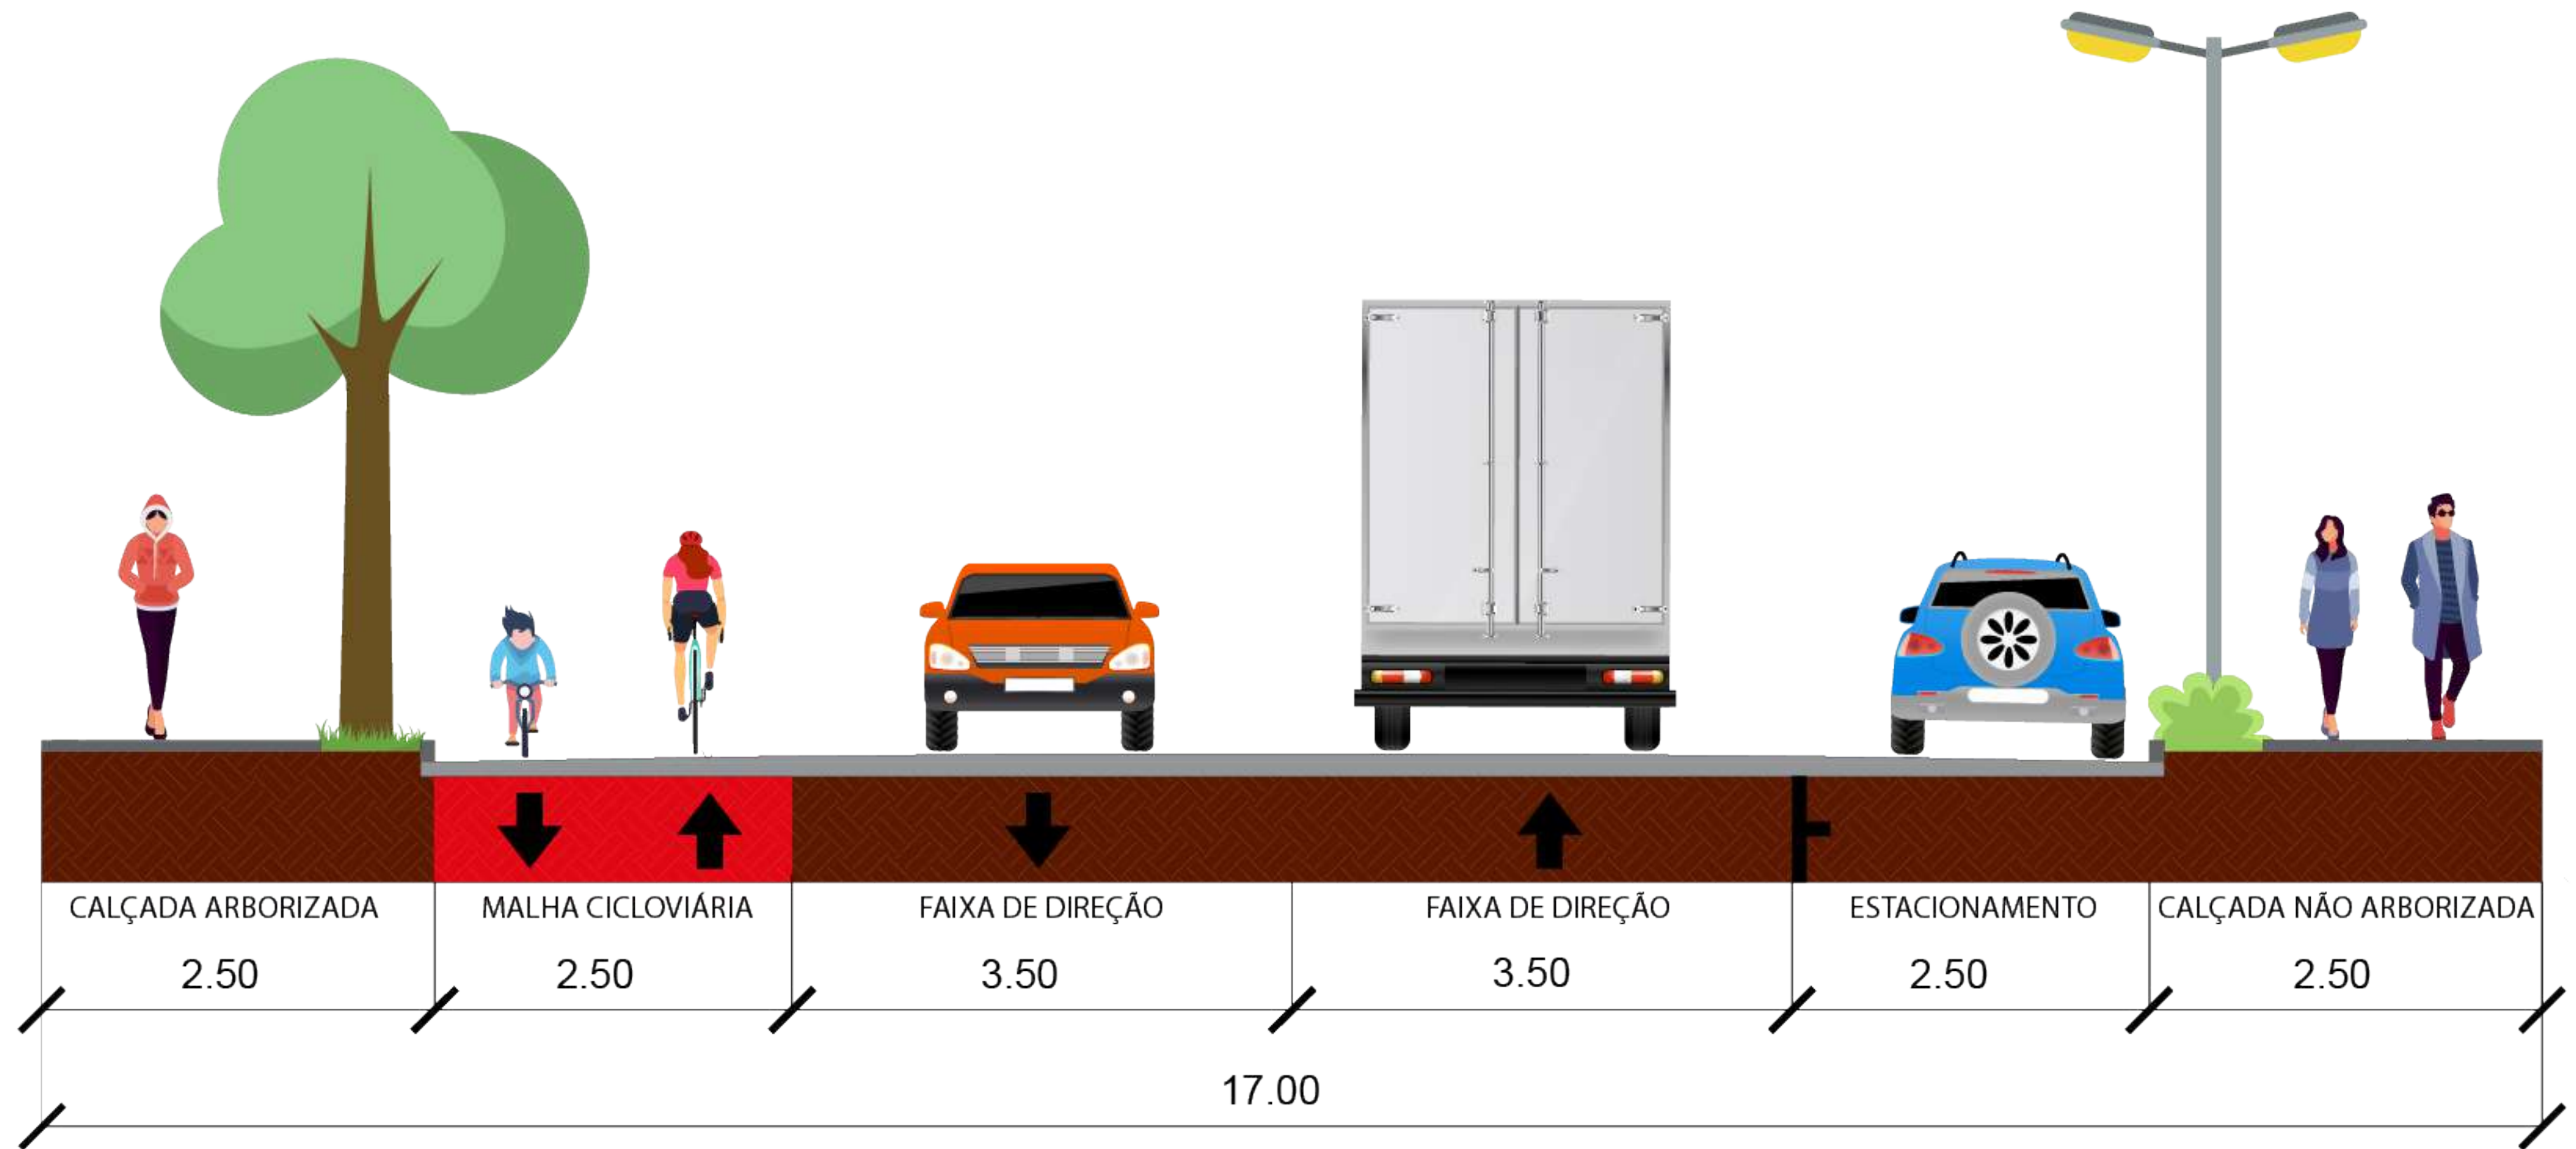 CALÇADA ARBORIZADA
MALHA CICLOVIÁRIA
FAIXA DE DIREÇÃO
FAIXA DE DIREÇÃO
ESTACIONAMENTO
CALÇADA NÃO ARBORIZADA
2.50
2.50
3.50
3.50
2.50
2.50
17.00